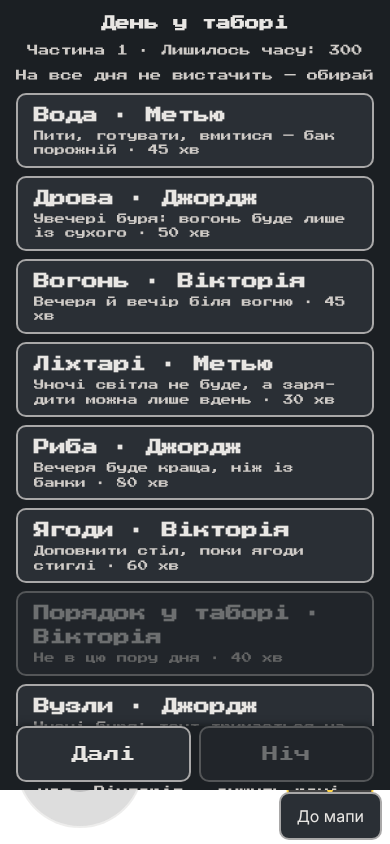 День у таборі
Частина 1 · Лишилось часу: 300
На все дня не вистачить — обирай
Вода · Метью
Пити, готувати, вмитися — бак
порожній · 45 хв
Дрова · Джордж
Увечері буря: вогонь буде лише
із сухого · 50 хв
Вогонь · Вікторія
Вечеря й вечір біля вогню · 45
хв
Ліхтарі · Метью
Уночі світла не буде, а заря-
дити можна лише вдень · 30 хв
Риба · Джордж
Вечеря буде краща, ніж із
банки · 80 хв
Ягоди · Вікторія
Доповнити стіл, поки ягоди
стиглі · 60 хв
Порядок у таборі ·
Вікторія
Не в цю пору дня · 40 хв
Вузли · Джордж
Далі
Ніч
До мапи